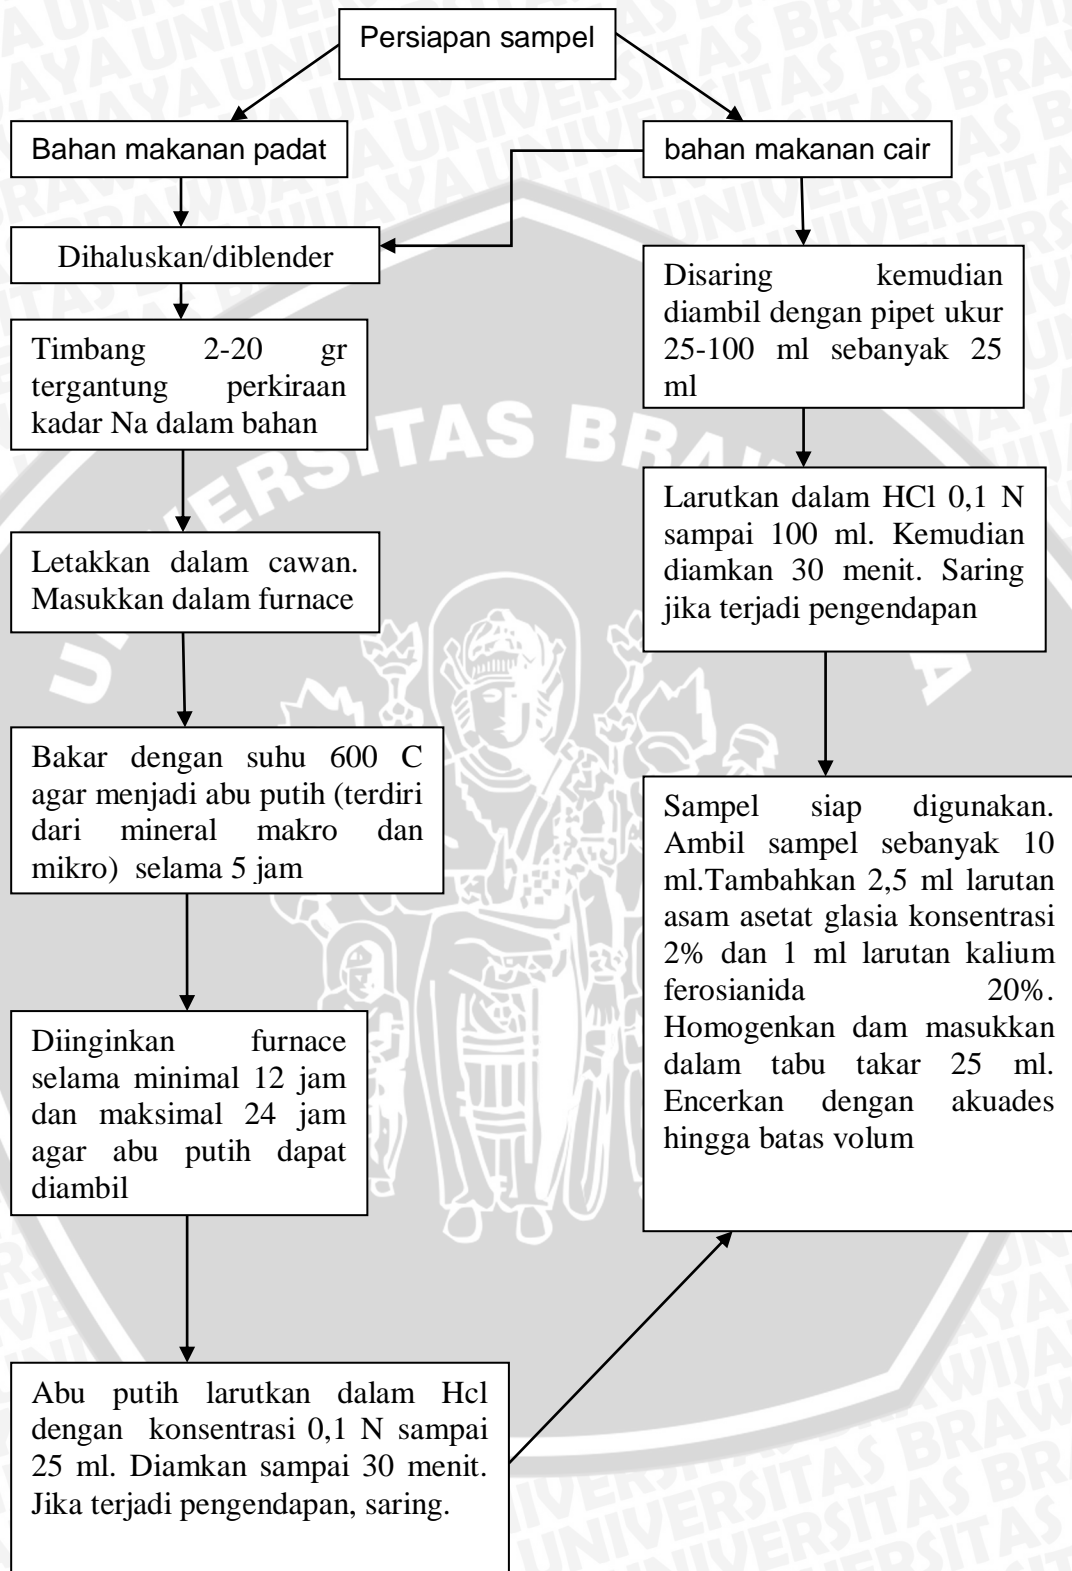 Persiapan sampel
Bahan makanan padat
bahan makanan cair
Dihaluskan/diblender
Disaring kemudian
diambil dengan pipet ukur
25-100 ml sebanyak 25
ml
Timbang 2-20 gr
tergantung perkiraan
kadar Na dalam bahan
Larutkan dalam HCl 0,1 N
sampai 100 ml. Kemudian
diamkan 30 menit. Saring
jika terjadi pengendapan
Letakkan dalam cawan.
Masukkan dalam furnace
Bakar dengan suhu 600 C
agar menjadi abu putih (terdiri
dari mineral makro dan
mikro) selama 5 jam
Sampel siap digunakan.
Ambil sampel sebanyak 10
ml.Tambahkan 2,5 ml larutan
asam asetat glasia konsentrasi
2% dan 1 ml larutan kalium
ferosianida 20%.
Homogenkan dam masukkan
dalam tabu takar 25 ml.
Encerkan dengan akuades
hingga batas volum
Diinginkan furnace
selama minimal 12 jam
dan maksimal 24 jam
agar abu putih dapat
diambil
Abu putih larutkan dalam Hcl
dengan konsentrasi 0,1 N sampai
25 ml. Diamkan sampai 30 menit.
Jika terjadi pengendapan, saring.
UNIVERSITAS BRAWIJAYA